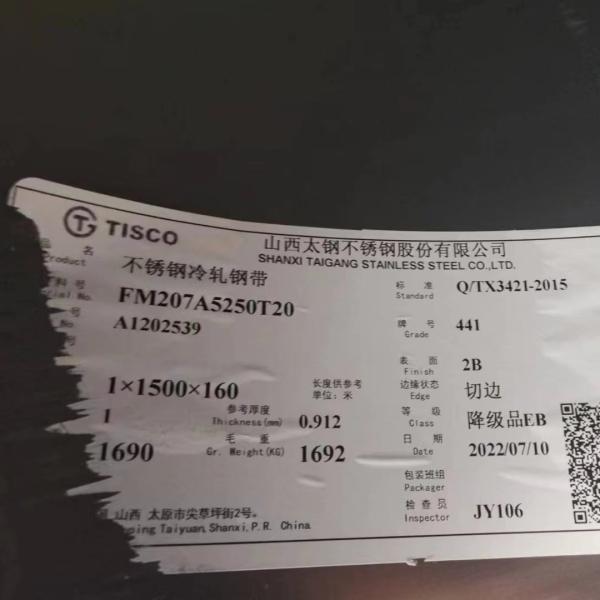 TISCO
山西太钢不锈钢股份有限公司
SHANXI TAIGANG STAINLESS STEEL CO.,LTD.
品 名 不锈钢冷轧钢带 标 准 Q/TX3421-2015
Product Standard
料号 FM207A5250T20 牌 号 441
No. Grade
A1202539 表 面 2B
Finish
1×1500×160 长度供参考 边缘状态 切边
单位：米 Edge
1 参考厚度 0.912 等 级 降级品EB
Thickness(mm) Class
1690 毛 重 1692 日 期 2022/07/10
Gr. Weight(KG) Date
包装班组
Packager
山西 太原市尖草坪街2号。 检 查 员 JY106
ping Taiyuan, Shanxi, P.R. China Inspector